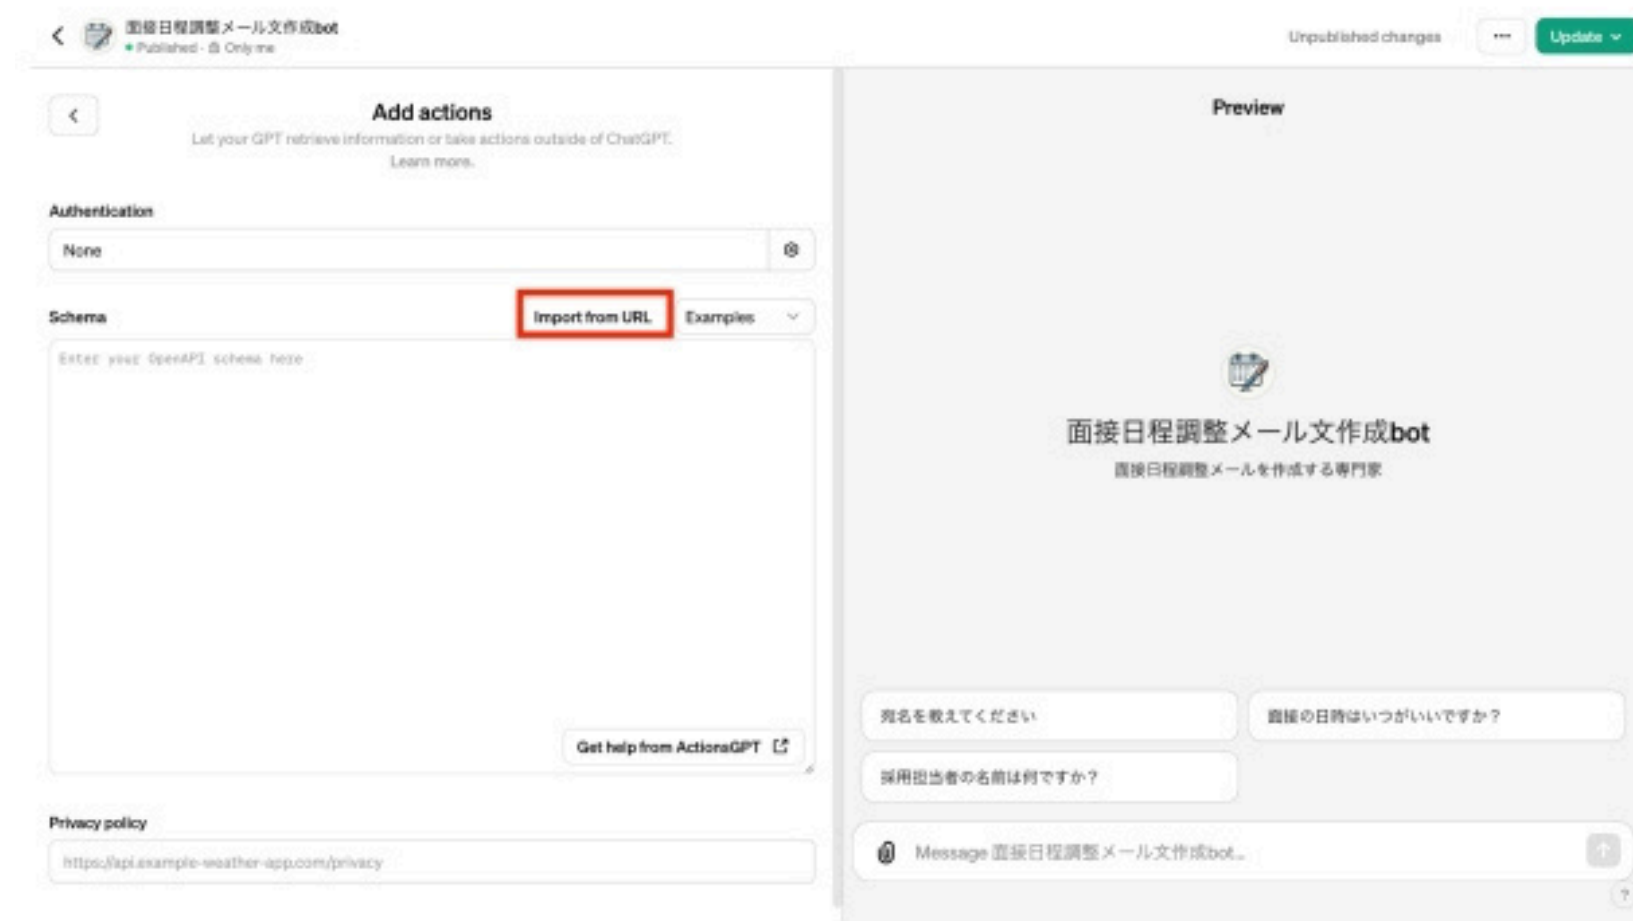 面接日程調整メール文作成bot
Published · Only me
Unpublished changes
Update
Add actions
Let your GPT retrieve information or take actions outside of ChatGPT.
Learn more.
Authentication
None
Schema
Import from URL
Examples
Enter your OpenAPI schema here
Get help from ActionsGPT
Privacy policy
https://api.example-weather-app.com/privacy
Preview
面接日程調整メール文作成bot
面接日程調整メールを作成する専門家
宛名を教えてください
面接の日時はいつがいいですか？
採用担当者の名前は何ですか？
Message 面接日程調整メール文作成bot…
?